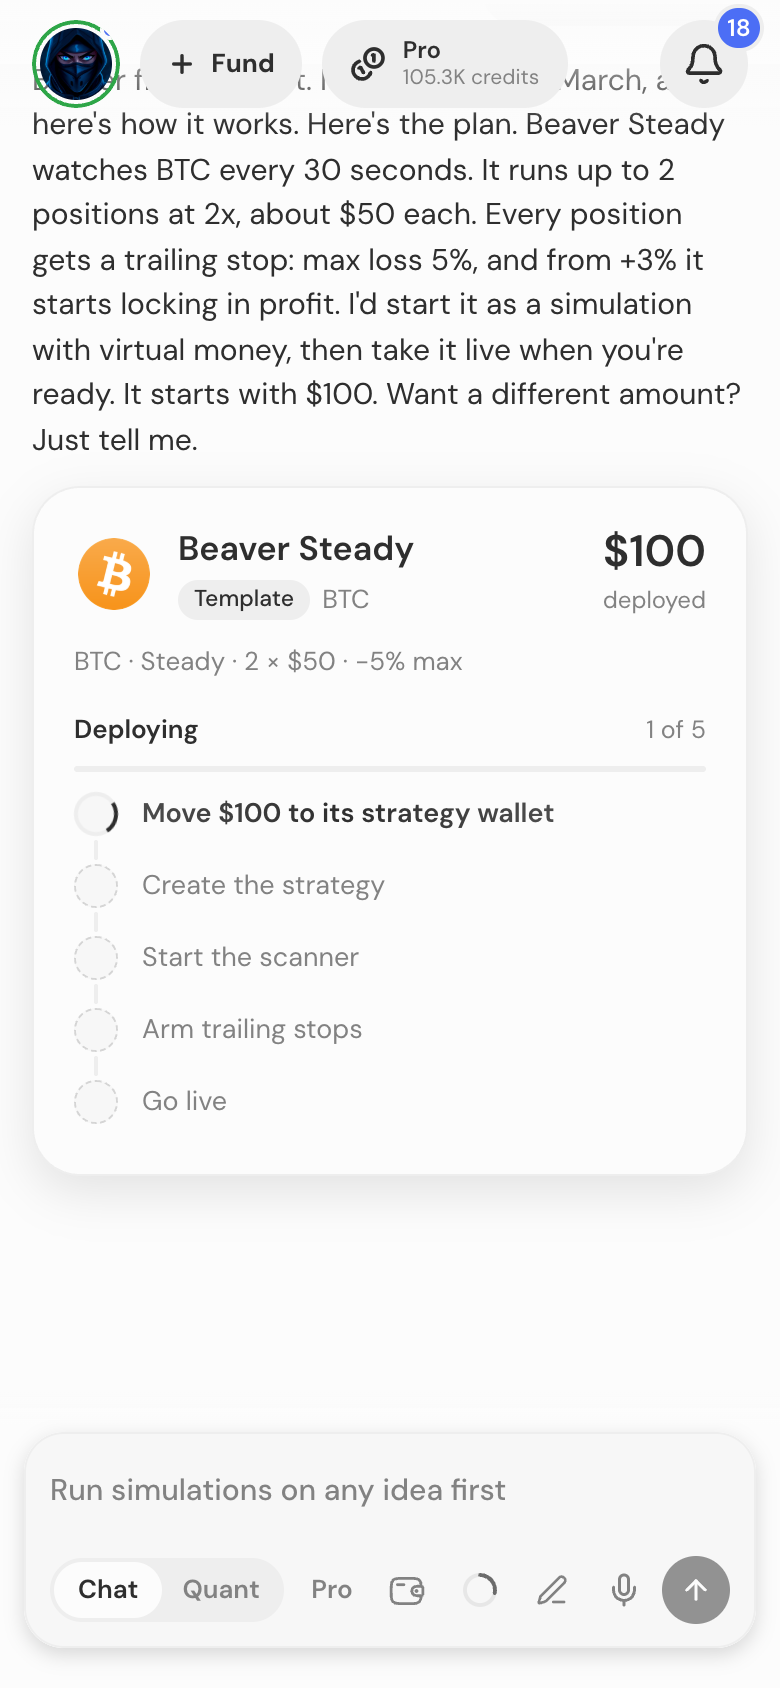 18
+ Fund
Pro
105.3K credits
March,
here's how it works. Here's the plan. Beaver Steady
watches BTC every 30 seconds. It runs up to 2
positions at 2x, about $50 each. Every position
gets a trailing stop: max loss 5%, and from +3% it
starts locking in profit. I'd start it as a simulation
with virtual money, then take it live when you're
ready. It starts with $100. Want a different amount?
Just tell me.
Beaver Steady
$100
Template BTC
deployed
BTC · Steady · 2 × $50 · -5% max
Deploying
1 of 5
Move $100 to its strategy wallet
Create the strategy
Start the scanner
Arm trailing stops
Go live
Run simulations on any idea first
Chat Quant Pro